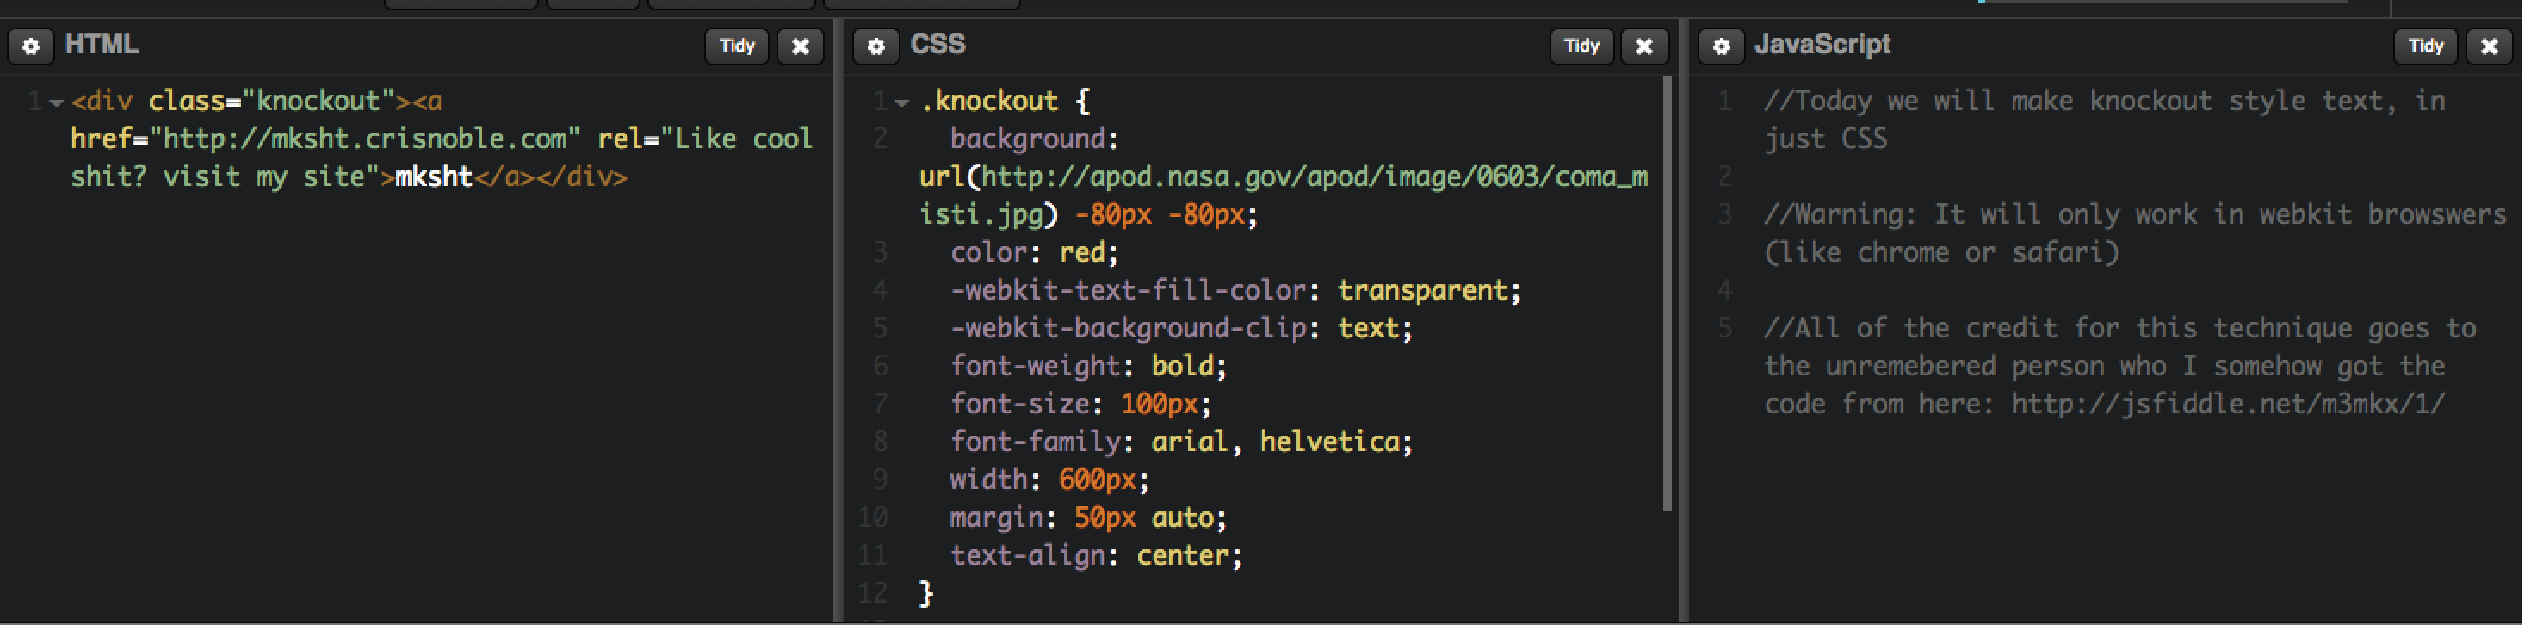 HTML
Tidy
1 <div class="knockout"><a
href="http://mksht.crisnoble.com" rel="Like cool
shit? visit my site">mksht</a></div>
CSS
Tidy
1 .knockout {
2 background:
url(http://apod.nasa.gov/apod/image/0603/coma_m
isti.jpg) -80px -80px;
3 color: red;
4 -webkit-text-fill-color: transparent;
5 -webkit-background-clip: text;
6 font-weight: bold;
7 font-size: 100px;
8 font-family: arial, helvetica;
9 width: 600px;
10 margin: 50px auto;
11 text-align: center;
12 }
JavaScript
Tidy
1 //Today we will make knockout style text, in
just CSS
2
3 //Warning: It will only work in webkit browswers
(like chrome or safari)
4
5 //All of the credit for this technique goes to
the unremebered person who I somehow got the
code from here: http://jsfiddle.net/m3mkx/1/